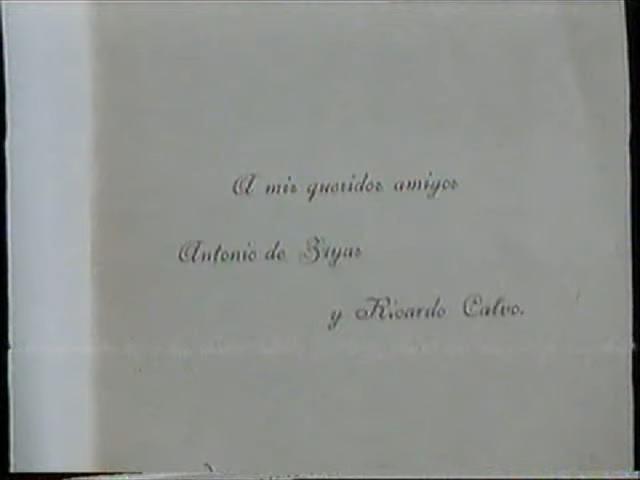 A mis queridos amigos
Antonio de Zayas
y Ricardo Calvo.